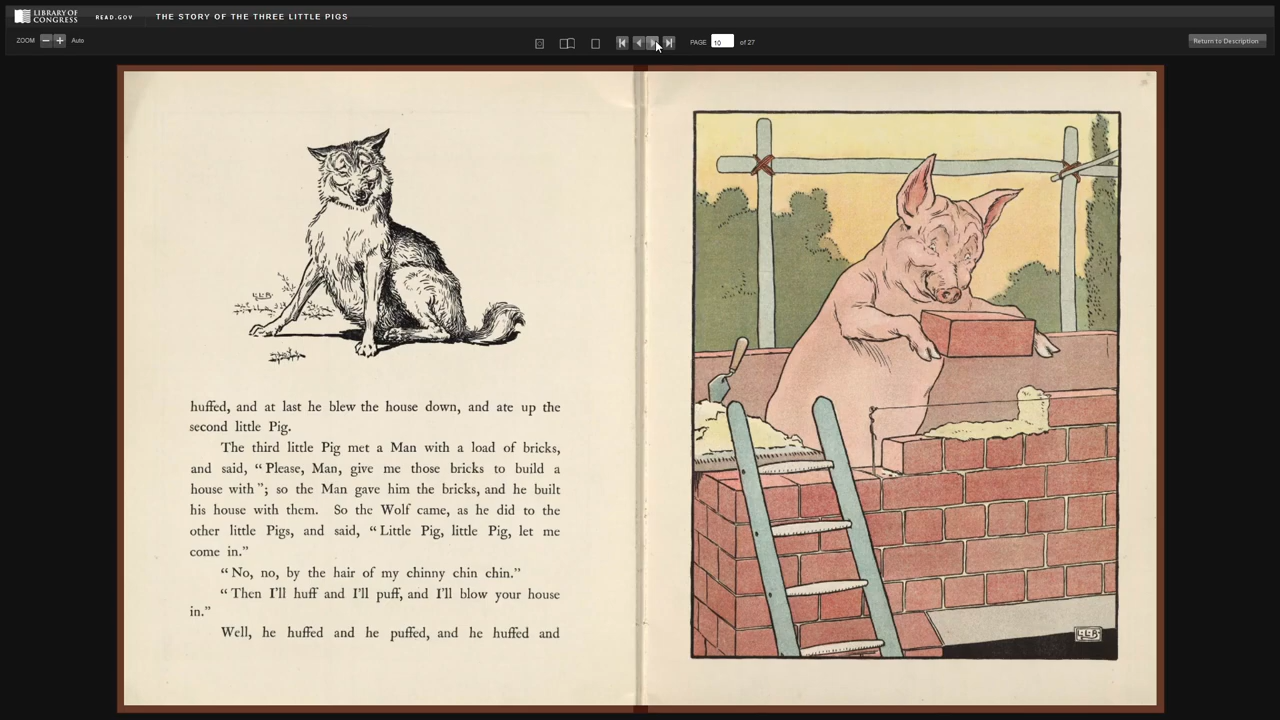 LIBRARY OF CONGRESS
READ.GOV
THE STORY OF THE THREE LITTLE PIGS
ZOOM
Auto
PAGE 10 of 27
Return to Description
huffed, and at last he blew the house down, and ate up the
second little Pig.
The third little Pig met a Man with a load of bricks,
and said, “Please, Man, give me those bricks to build a
house with”; so the Man gave him the bricks, and he built
his house with them. So the Wolf came, as he did to the
other little Pigs, and said, “Little Pig, little Pig, let me
come in.”
“No, no, by the hair of my chinny chin chin.”
“Then I’ll huff and I’ll puff, and I’ll blow your house
in.”
Well, he huffed and he puffed, and he huffed and
LLB
LLB